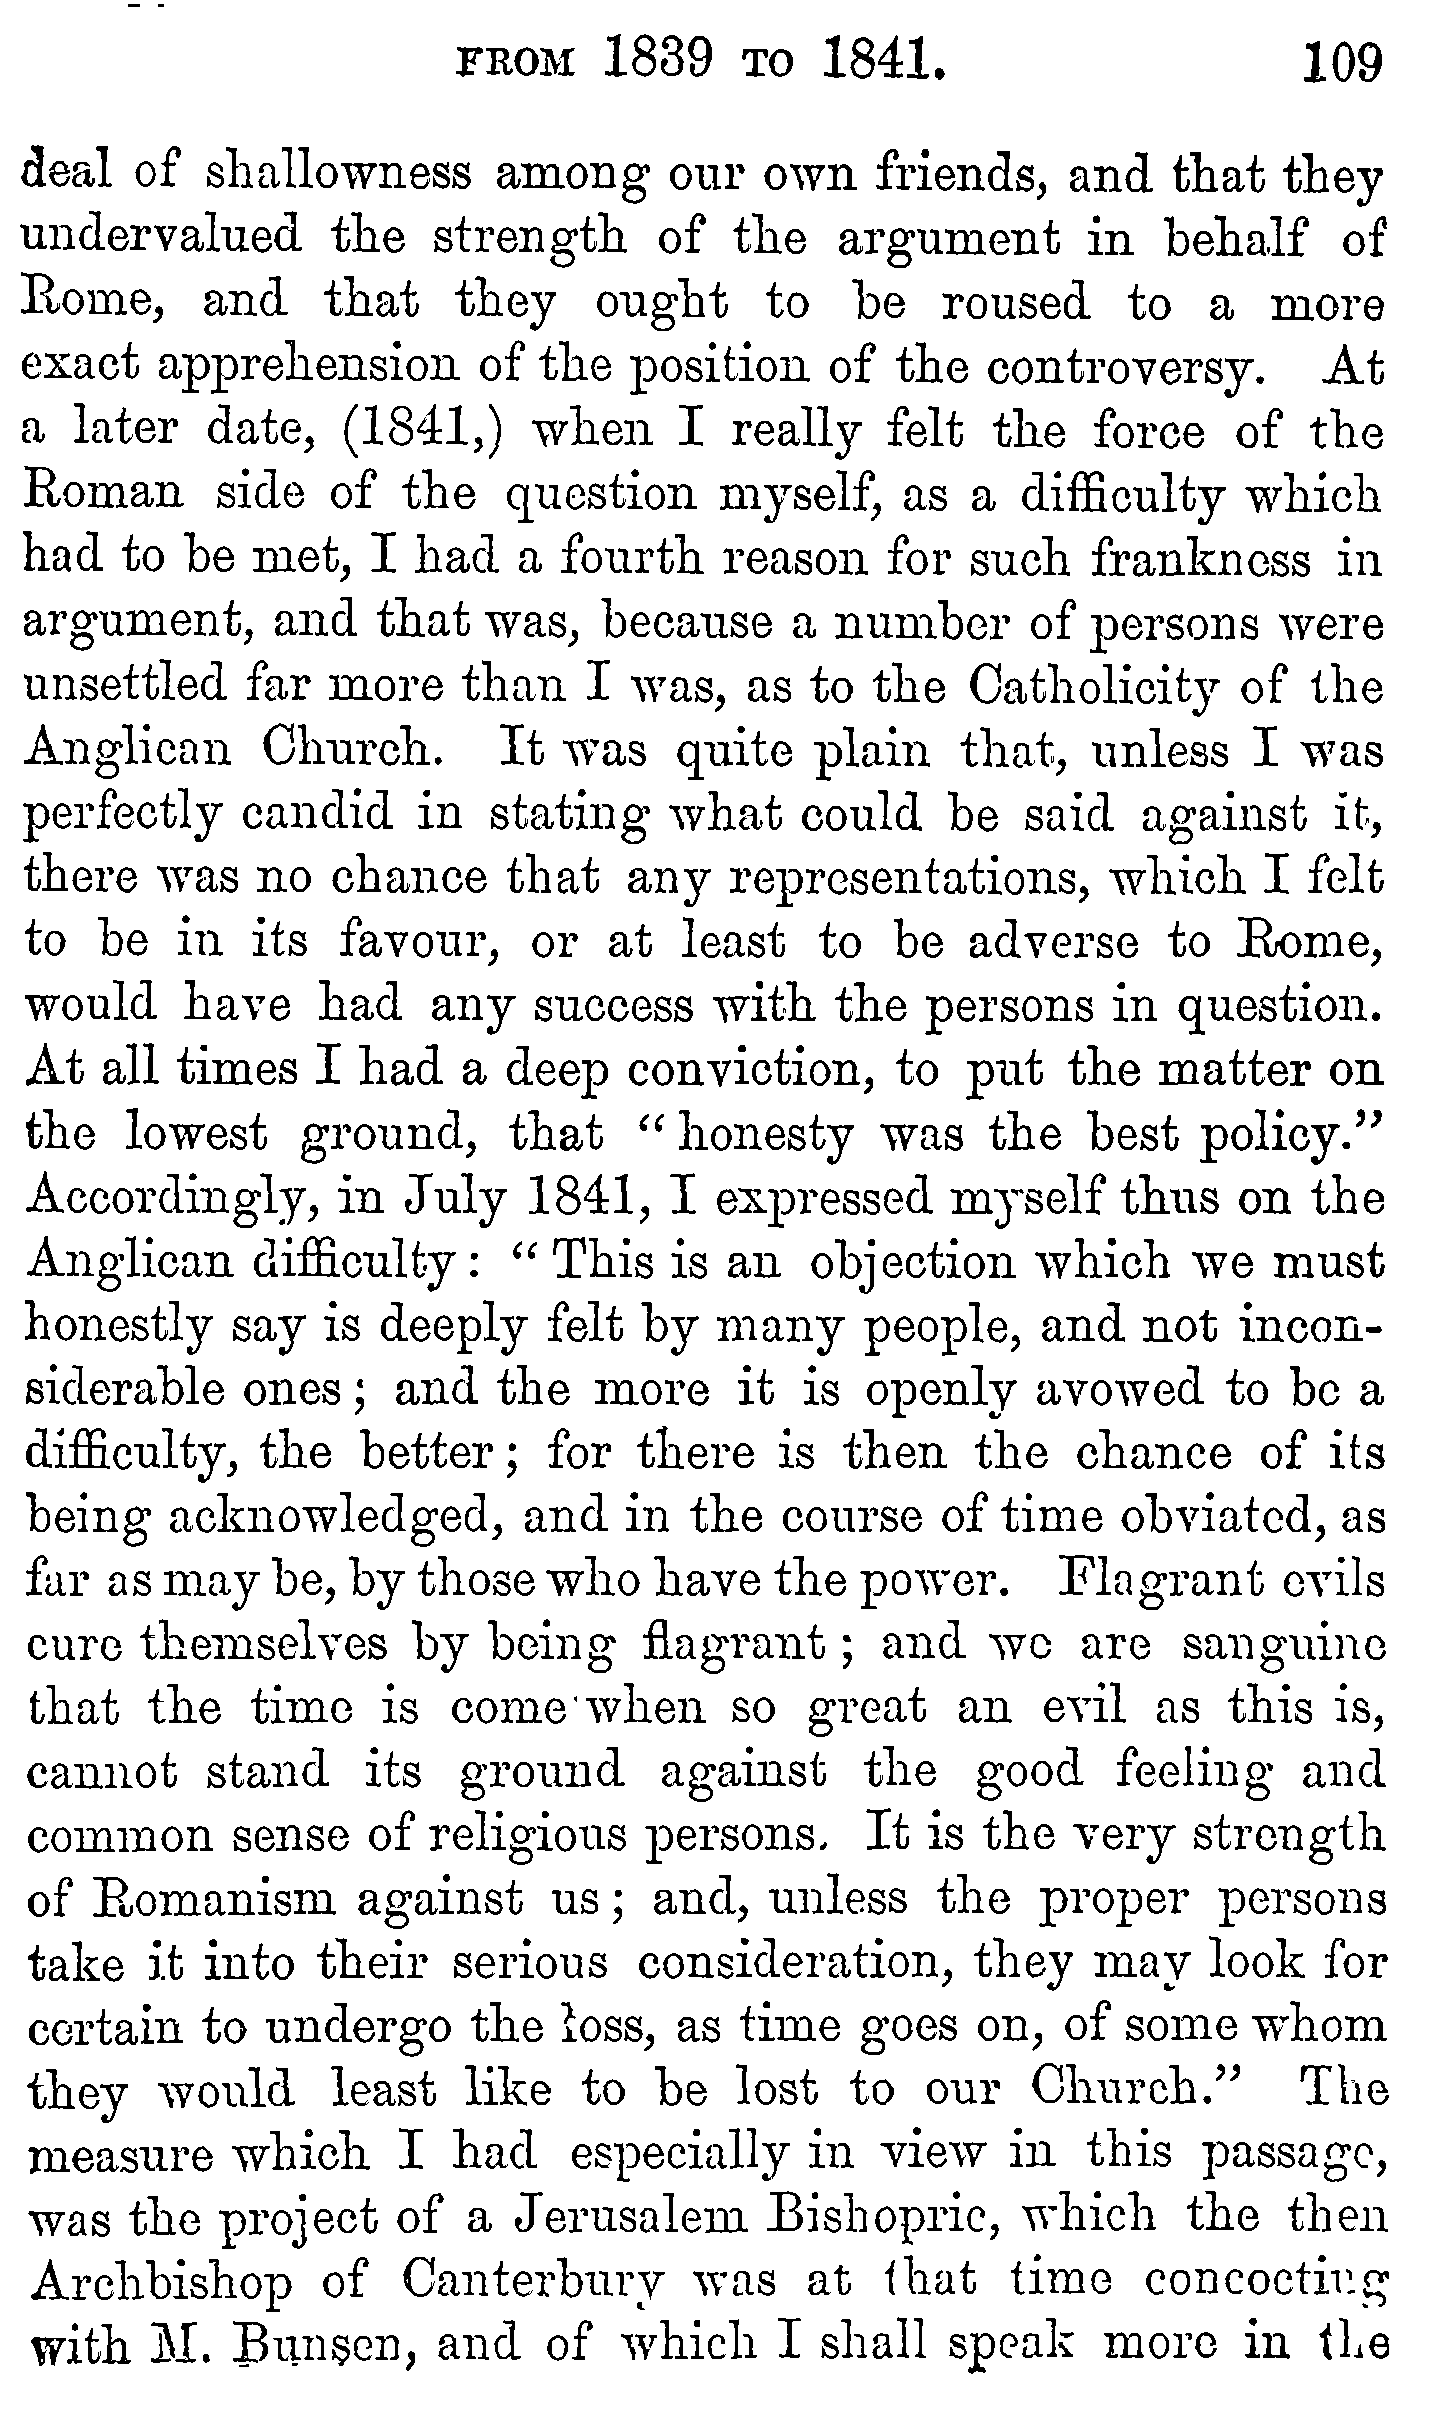 FROM 1839 TO 1841. 109
deal of shallowness among our own friends, and that they
undervalued the strength of the argument in behalf of
Rome, and that they ought to be roused to a more
exact apprehension of the position of the controversy. At
a later date, (1841,) when I really felt the force of the
Roman side of the question myself, as a difficulty which
had to be met, I had a fourth reason for such frankness in
argument, and that was, because a number of persons were
unsettled far more than I was, as to the Catholicity of the
Anglican Church. It was quite plain that, unless I was
perfectly candid in stating what could be said against it,
there was no chance that any representations, which I felt
to be in its favour, or at least to be adverse to Rome,
would have had any success with the persons in question.
At all times I had a deep conviction, to put the matter on
the lowest ground, that “honesty was the best policy.”
Accordingly, in July 1841, I expressed myself thus on the
Anglican difficulty: “This is an objection which we must
honestly say is deeply felt by many people, and not incon-
siderable ones; and the more it is openly avowed to be a
difficulty, the better; for there is then the chance of its
being acknowledged, and in the course of time obviated, as
far as may be, by those who have the power. Flagrant evils
cure themselves by being flagrant; and we are sanguine
that the time is come when so great an evil as this is,
cannot stand its ground against the good feeling and
common sense of religious persons. It is the very strength
of Romanism against us; and, unless the proper persons
take it into their serious consideration, they may look for
certain to undergo the loss, as time goes on, of some whom
they would least like to be lost to our Church.” The
measure which I had especially in view in this passage,
was the project of a Jerusalem Bishopric, which the then
Archbishop of Canterbury was at that time concocting
with M. Bunsen, and of which I shall speak more in the